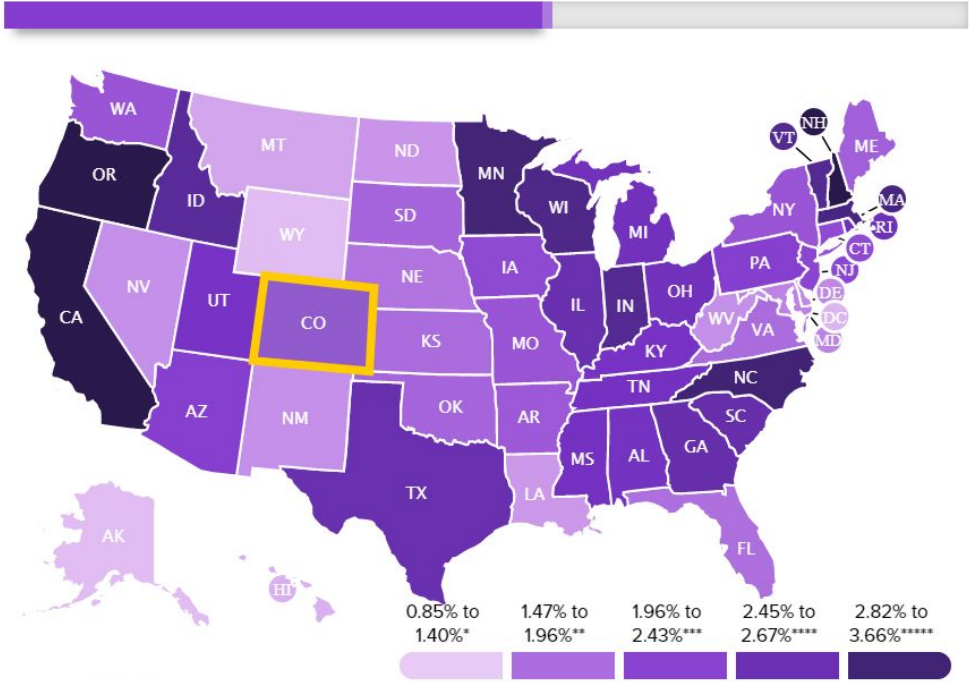 WA
MT
ND
MN
OR
ID
WY
SD
WI
MI
VT
NH
ME
NY
MA
RI
CT
PA
NJ
DE
DC
MD
NV
UT
CO
NE
IA
IL
IN
OH
WV
VA
CA
KS
MO
KY
AZ
NM
OK
AR
TN
NC
SC
MS
AL
GA
TX
LA
FL
AK
HI
0.85% to 1.47% to 1.96% to 2.45% to 2.82% to
1.40%* 1.96%** 2.43%*** 2.67%**** 3.66%*****